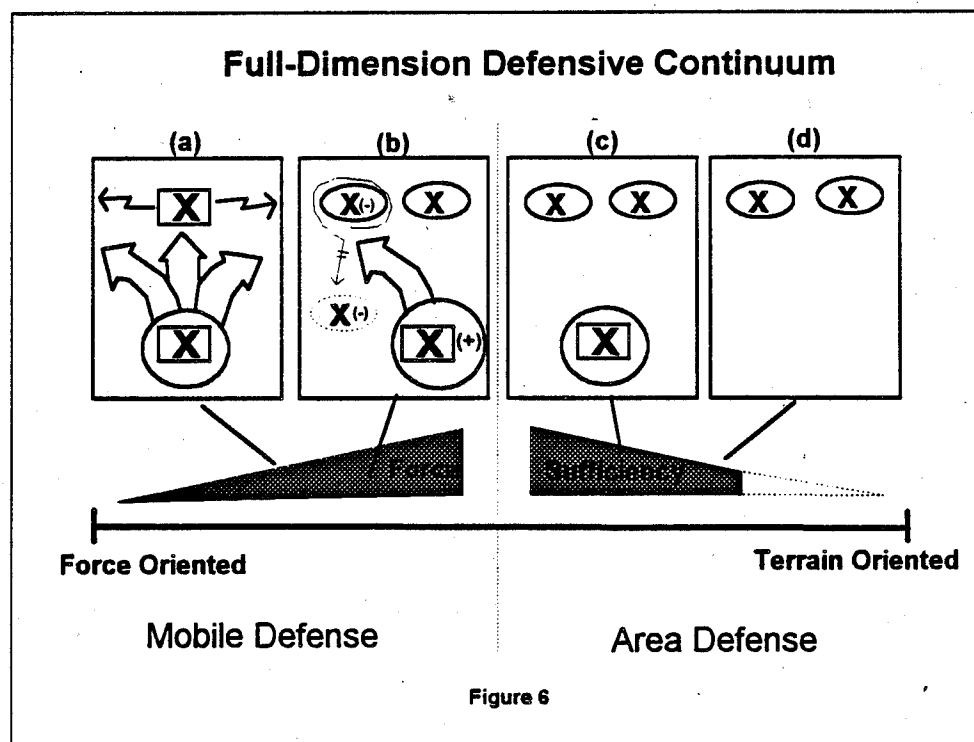 Full-Dimension Defensive Continuum
(a) (b) (c) (d)
X X(-) X X X X X
X(-)
X X(+) X
Force Sufficiency
Force Oriented Terrain Oriented
Mobile Defense Area Defense
Figure 6